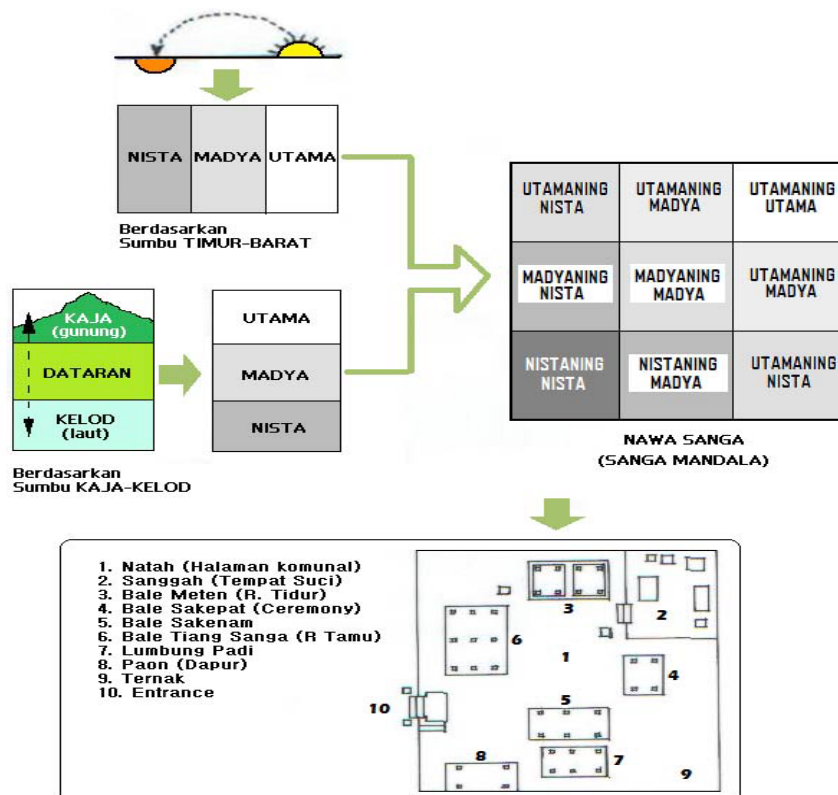 NISTA MADYA UTAMA
Berdasarkan
Sumbu TIMUR-BARAT
KAJA
(gunung)
DATARAN
KELOD
(laut)
Berdasarkan
Sumbu KAJA-KELOD
UTAMA
MADYA
NISTA
UTAMANING
NISTA
UTAMANING
MADYA
UTAMANING
UTAMA
MADYANING
NISTA
MADYANING
MADYA
UTAMANING
MADYA
NISTANING
NISTA
NISTANING
MADYA
UTAMANING
NISTA
NAWA SANGA
(SANGA MANDALA)
1. Natah (Halaman komunal)
2. Sanggah (Tempat Suci)
3. Bale Meten (R. Tidur)
4. Bale Sakepat (Ceremony)
5. Bale Sakenam
6. Bale Tiang Sanga (R Tamu)
7. Lumbung Padi
8. Paon (Dapur)
9. Ternak
10. Entrance
3
2
6
1
4
10
5
8
7
9